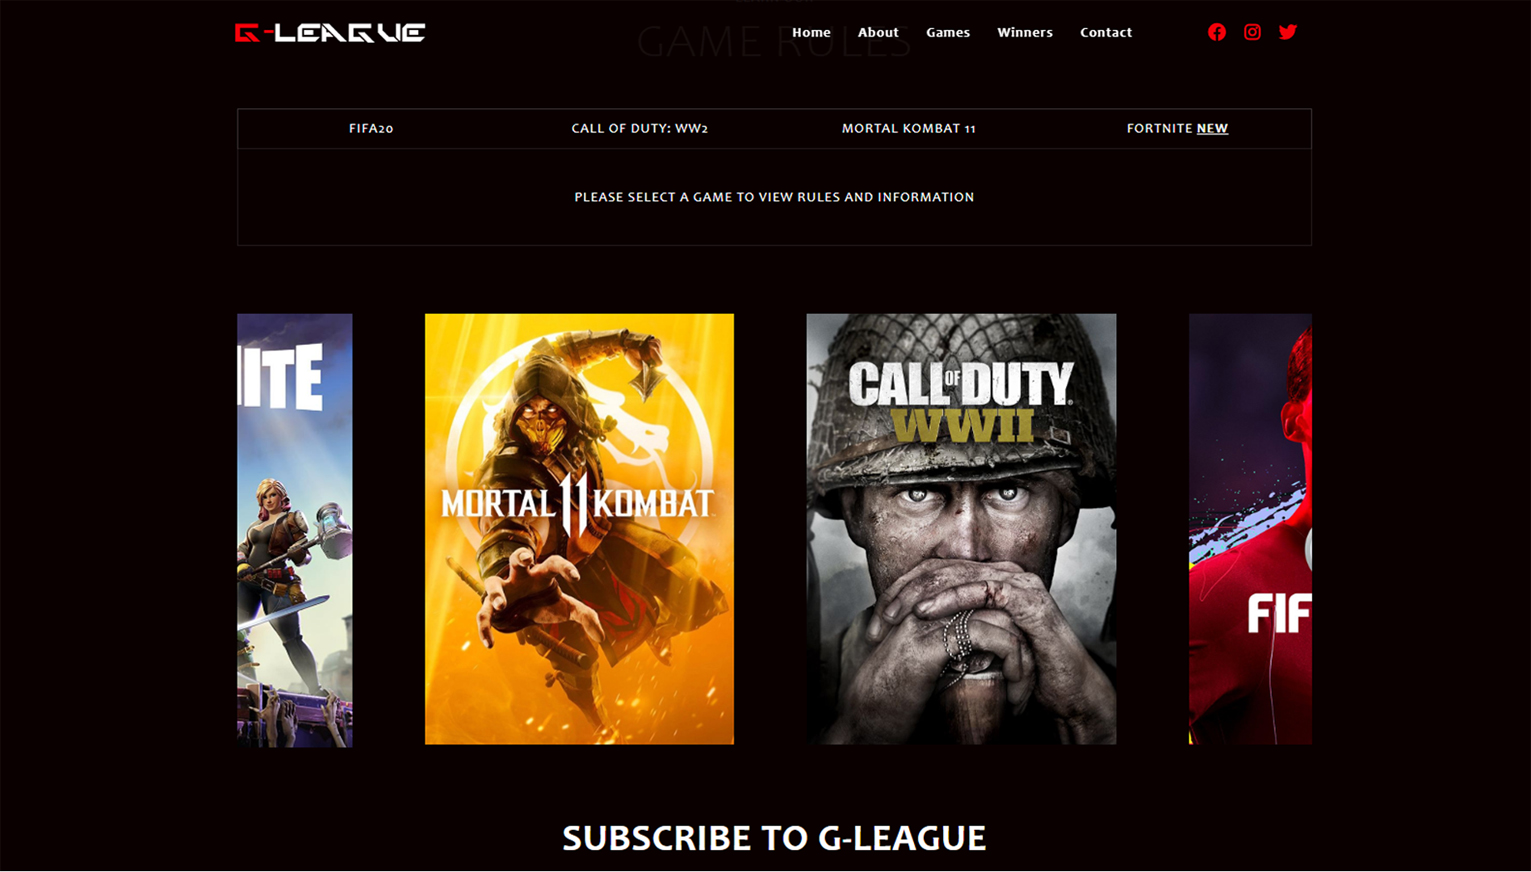 G-LEAGUE
Home About Games Winners Contact
GAME RULES
FIFA20 CALL OF DUTY: WW2 MORTAL KOMBAT 11 FORTNITE NEW
PLEASE SELECT A GAME TO VIEW RULES AND INFORMATION
NITE
MORTAL 11 KOMBAT
CALL OF DUTY
WWII
FIF
SUBSCRIBE TO G-LEAGUE